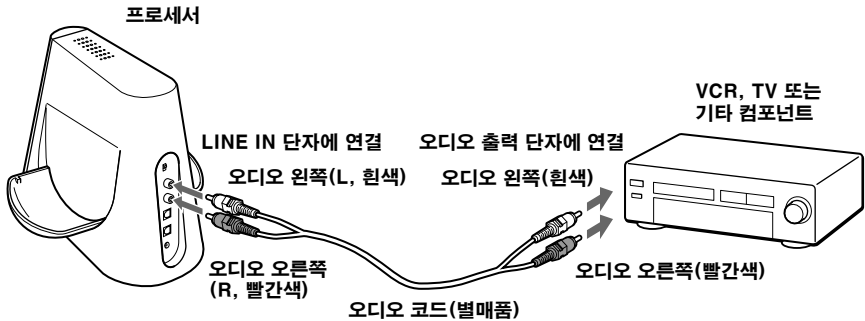 프로세서
VCR, TV 또는
기타 컴포넌트
LINE IN 단자에 연결
오디오 출력 단자에 연결
오디오 왼쪽(L, 흰색)
오디오 왼쪽(흰색)
오디오 오른쪽
(R, 빨간색)
오디오 오른쪽(빨간색)
오디오 코드(별매품)